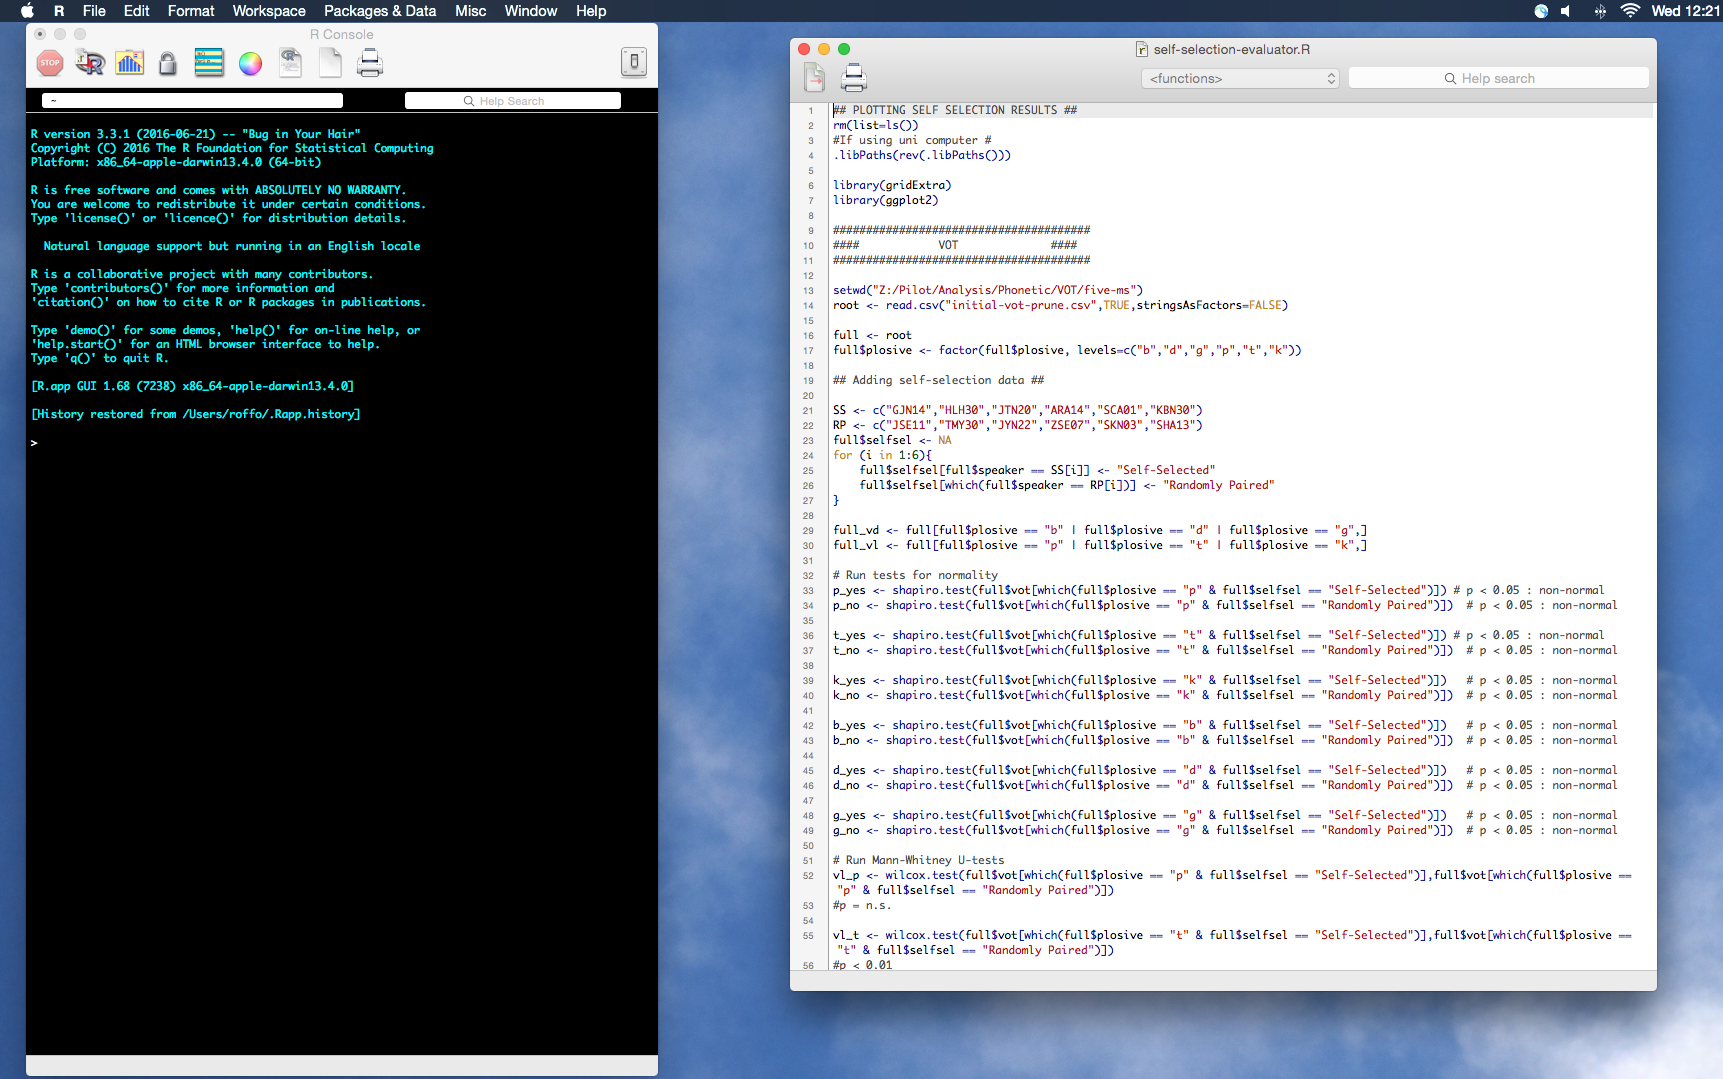 R File Edit Format Workspace Packages & Data Misc Window Help Wed 12:21
R Console
STOP
~
Help Search
R version 3.3.1 (2016-06-21) -- "Bug in Your Hair"
Copyright (C) 2016 The R Foundation for Statistical Computing
Platform: x86_64-apple-darwin13.4.0 (64-bit)
R is free software and comes with ABSOLUTELY NO WARRANTY.
You are welcome to redistribute it under certain conditions.
Type 'license()' or 'licence()' for distribution details.
Natural language support but running in an English locale
R is a collaborative project with many contributors.
Type 'contributors()' for more information and
'citation()' on how to cite R or R packages in publications.
Type 'demo()' for some demos, 'help()' for on-line help, or
'help.start()' for an HTML browser interface to help.
Type 'q()' to quit R.
[R.app GUI 1.68 (7238) x86_64-apple-darwin13.4.0]
[History restored from /Users/roffo/.Rapp.history]
>
self-selection-evaluator.R
<functions> Help search
1 ## PLOTTING SELF SELECTION RESULTS ##
2 rm(list=ls())
3 #If using uni computer #
4 .libPaths(rev(.libPaths()))
5
6 library(gridExtra)
7 library(ggplot2)
8
9 #######################################
10 #### VOT ####
11 #######################################
12
13 setwd("Z:/Pilot/Analysis/Phonetic/VOT/five-ms")
14 root <- read.csv("initial-vot-prune.csv",TRUE,stringsAsFactors=FALSE)
15
16 full <- root
17 full$plosive <- factor(full$plosive, levels=c("b","d","g","p","t","k"))
18
19 ## Adding self-selection data ##
20
21 SS <- c("GJN14","HLH30","JTN20","ARA14","SCA01","KBN30")
22 RP <- c("JSE11","TMY30","JYN22","ZSE07","SKN03","SHA13")
23 full$selfsel <- NA
24 for (i in 1:6){
25 full$selfsel[full$speaker == SS[i]] <- "Self-Selected"
26 full$selfsel[which(full$speaker == RP[i])] <- "Randomly Paired"
27 }
28
29 full_vd <- full[full$plosive == "b" | full$plosive == "d" | full$plosive == "g",]
30 full_vl <- full[full$plosive == "p" | full$plosive == "t" | full$plosive == "k",]
31
32 # Run tests for normality
33 p_yes <- shapiro.test(full$vot[which(full$plosive == "p" & full$selfsel == "Self-Selected")]) # p < 0.05 : non-normal
34 p_no <- shapiro.test(full$vot[which(full$plosive == "p" & full$selfsel == "Randomly Paired")]) # p < 0.05 : non-normal
35
36 t_yes <- shapiro.test(full$vot[which(full$plosive == "t" & full$selfsel == "Self-Selected")]) # p < 0.05 : non-normal
37 t_no <- shapiro.test(full$vot[which(full$plosive == "t" & full$selfsel == "Randomly Paired")]) # p < 0.05 : non-normal
38
39 k_yes <- shapiro.test(full$vot[which(full$plosive == "k" & full$selfsel == "Self-Selected")]) # p < 0.05 : non-normal
40 k_no <- shapiro.test(full$vot[which(full$plosive == "k" & full$selfsel == "Randomly Paired")]) # p < 0.05 : non-normal
41
42 b_yes <- shapiro.test(full$vot[which(full$plosive == "b" & full$selfsel == "Self-Selected")]) # p < 0.05 : non-normal
43 b_no <- shapiro.test(full$vot[which(full$plosive == "b" & full$selfsel == "Randomly Paired")]) # p < 0.05 : non-normal
44
45 d_yes <- shapiro.test(full$vot[which(full$plosive == "d" & full$selfsel == "Self-Selected")]) # p < 0.05 : non-normal
46 d_no <- shapiro.test(full$vot[which(full$plosive == "d" & full$selfsel == "Randomly Paired")]) # p < 0.05 : non-normal
47
48 g_yes <- shapiro.test(full$vot[which(full$plosive == "g" & full$selfsel == "Self-Selected")]) # p < 0.05 : non-normal
49 g_no <- shapiro.test(full$vot[which(full$plosive == "g" & full$selfsel == "Randomly Paired")]) # p < 0.05 : non-normal
50
51 # Run Mann-Whitney U-tests
52 vl_p <- wilcox.test(full$vot[which(full$plosive == "p" & full$selfsel == "Self-Selected")],full$vot[which(full$plosive ==
"p" & full$selfsel == "Randomly Paired")])
53 #p = n.s.
54
55 vl_t <- wilcox.test(full$vot[which(full$plosive == "t" & full$selfsel == "Self-Selected")],full$vot[which(full$plosive ==
"t" & full$selfsel == "Randomly Paired")])
56 #p < 0.01